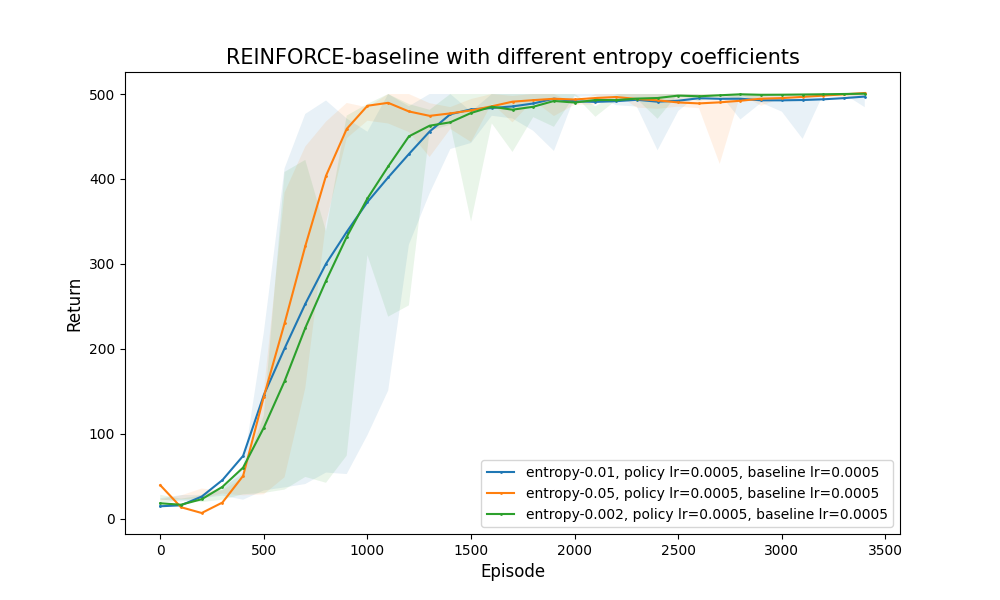 REINFORCE-baseline with different entropy coefficients
Return
500
400
300
200
100
0
entropy-0.01, policy lr=0.0005, baseline lr=0.0005
entropy-0.05, policy lr=0.0005, baseline lr=0.0005
entropy-0.002, policy lr=0.0005, baseline lr=0.0005
0 500 1000 1500 2000 2500 3000 3500
Episode